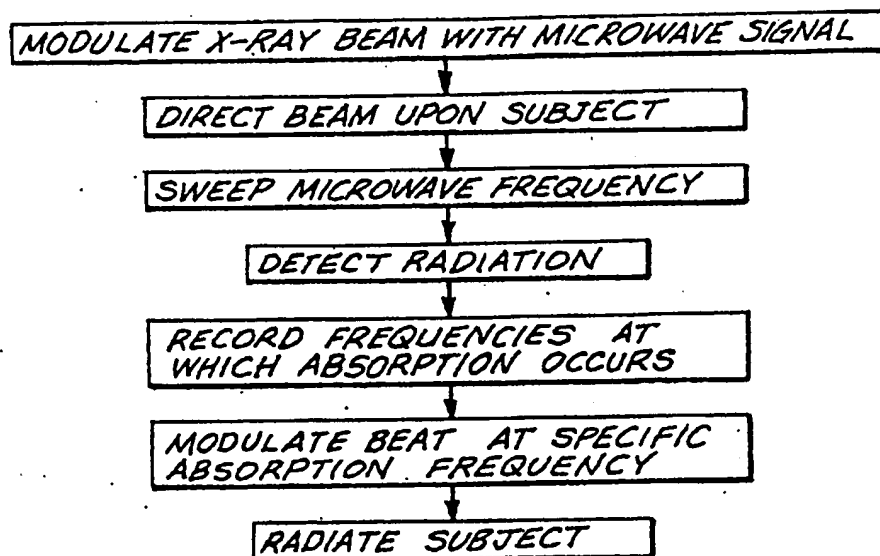 MODULATE X-RAY BEAM WITH MICROWAVE SIGNAL
DIRECT BEAM UPON SUBJECT
SWEEP MICROWAVE FREQUENCY
DETECT RADIATION
RECORD FREQUENCIES AT
WHICH ABSORPTION OCCURS
MODULATE BEAT AT SPECIFIC
ABSORPTION FREQUENCY
RADIATE SUBJECT